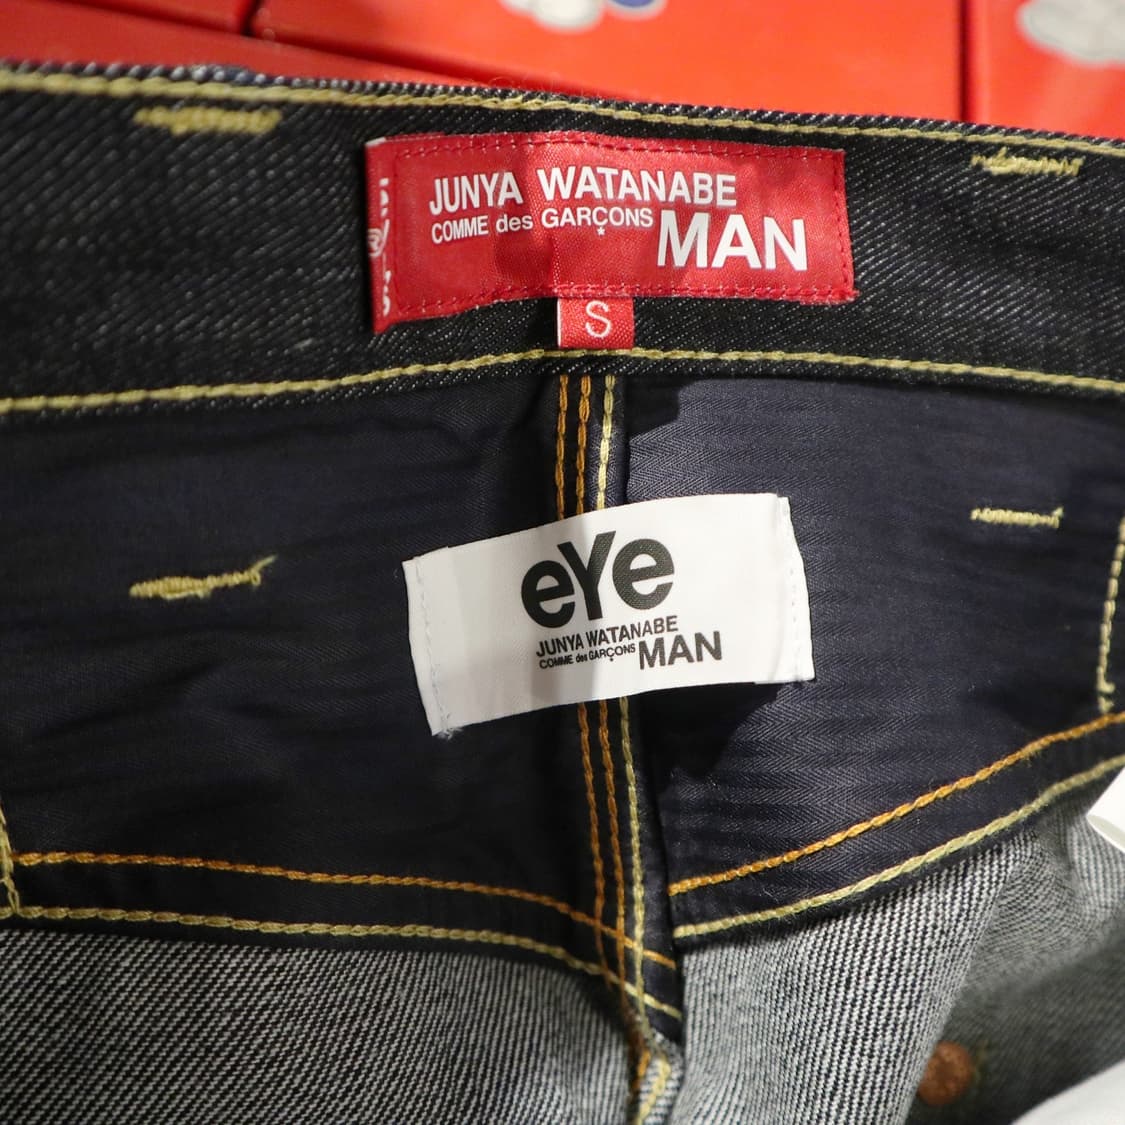 JUNYA WATANABE
COMME des GARÇONS MAN
S
eYe
JUNYA WATANABE
COMME des GARÇONS MAN